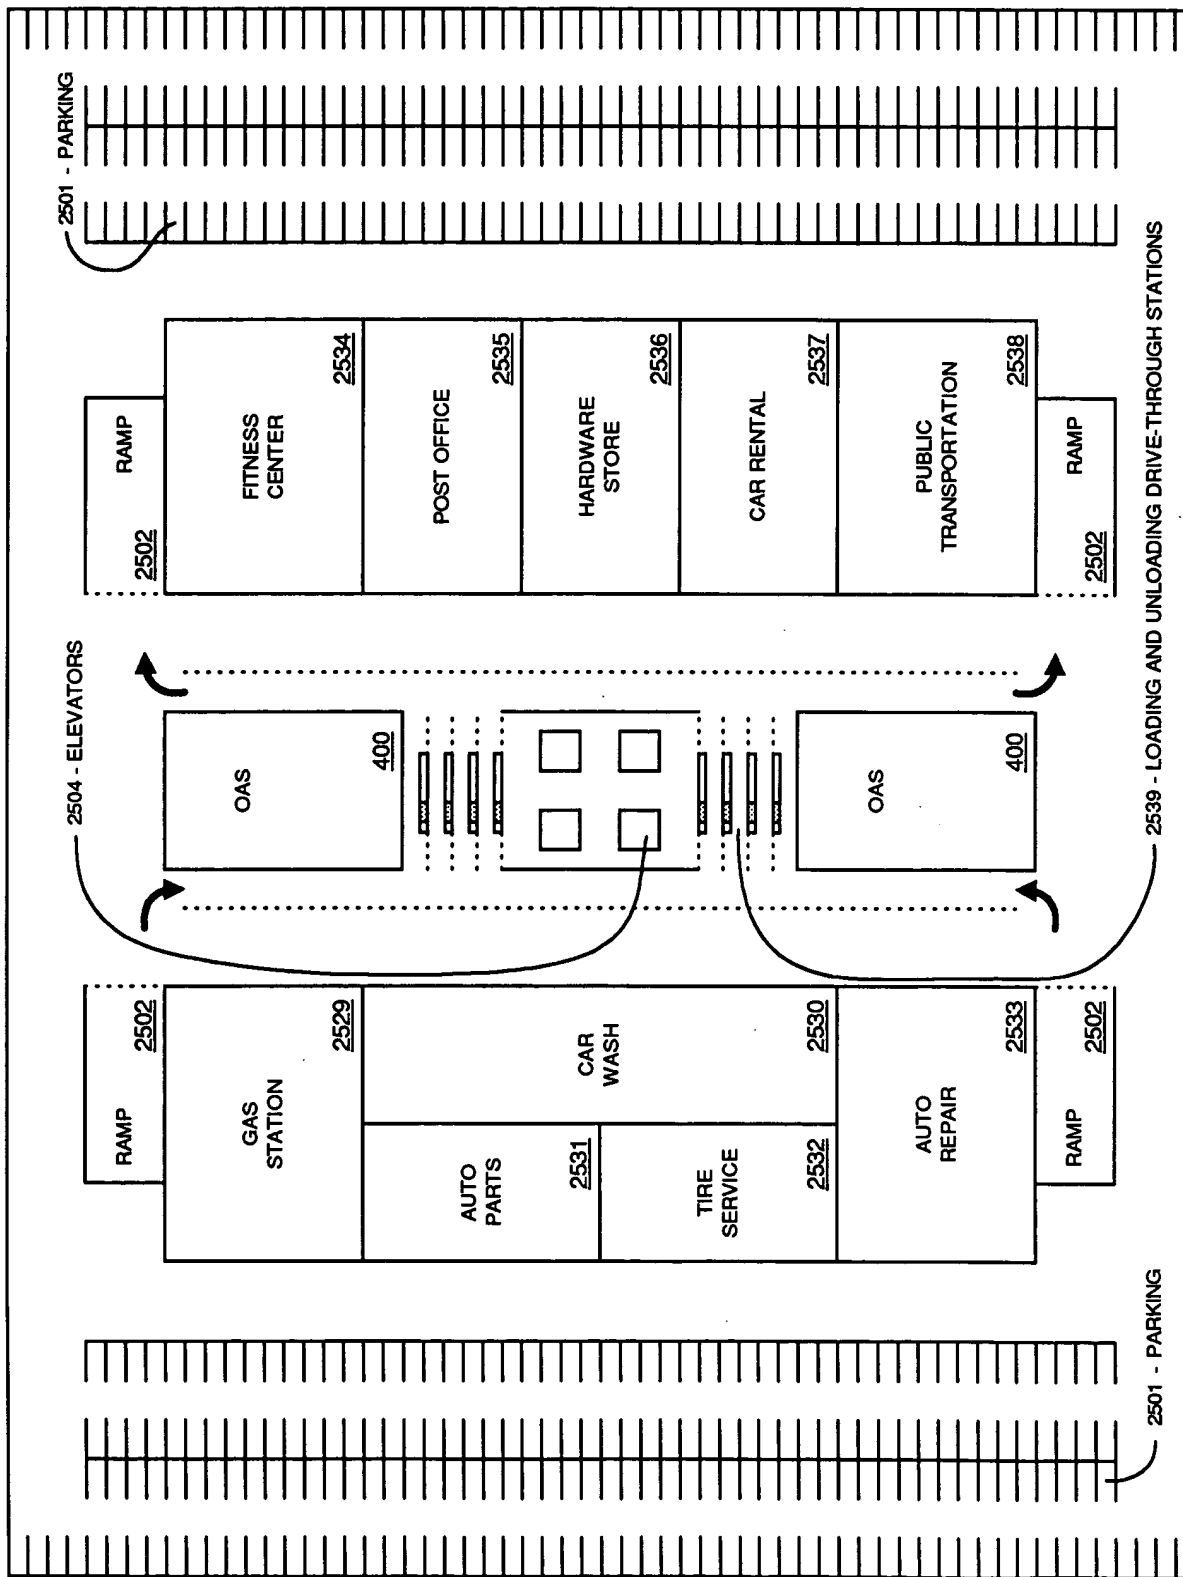 2501 - PARKING
2504 - ELEVATORS
RAMP
2502
FITNESS
CENTER
2534
POST OFFICE
2535
HARDWARE
STORE
2536
CAR RENTAL
2537
PUBLIC
TRANSPORTATION
2538
RAMP
2502
OAS
400
OAS
400
RAMP
2502
GAS
STATION
2529
CAR
WASH
2530
AUTO
PARTS
2531
TIRE
SERVICE
2532
AUTO
REPAIR
2533
RAMP
2502
2539 - LOADING AND UNLOADING DRIVE-THROUGH STATIONS
2501 - PARKING